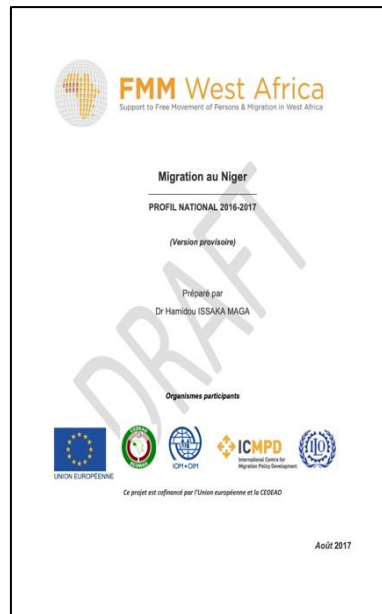 FMM West Africa
Support to Free Movement of Persons & Migration in West Africa
Migration au Niger
PROFIL NATIONAL 2016-2017
(Version provisoire)
DRAFT
Préparé par
Dr Hamidou ISSAKA MAGA
Organismes participants
UNION EUROPÉENNE
CEDEAO
ECOWAS
IOM • OIM
ICMPD
International Centre for
Migration Policy Development
Ce projet est cofinancé par l'Union européenne et la CEDEAO
Août 2017